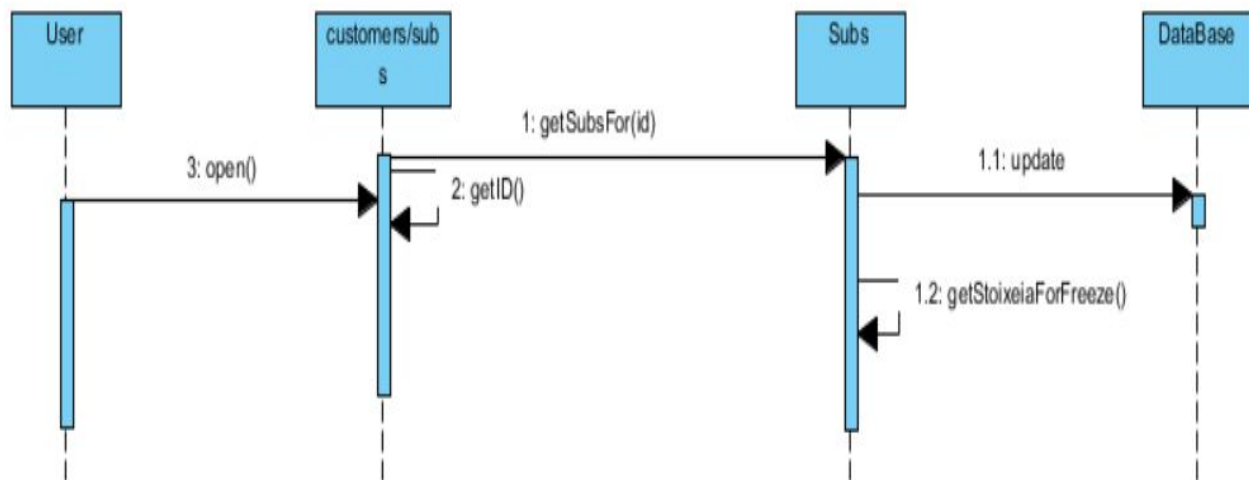 User
customers/sub
s
Subs
DataBase
1: getSubsFor(id)
3: open()
1.1: update
2: getID()
1.2: getStoixeiaForFreeze()